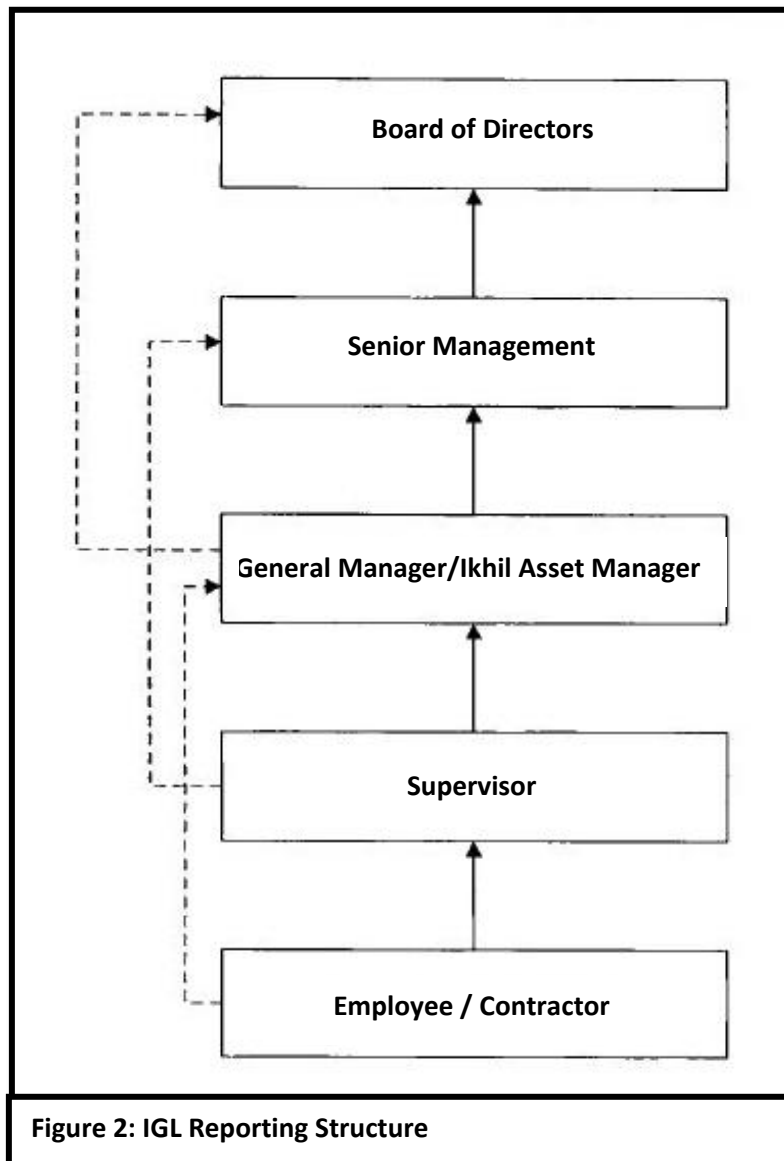 Board of Directors
Senior Management
General Manager/Ikhil Asset Manager
Supervisor
Employee / Contractor
Figure 2: IGL Reporting Structure